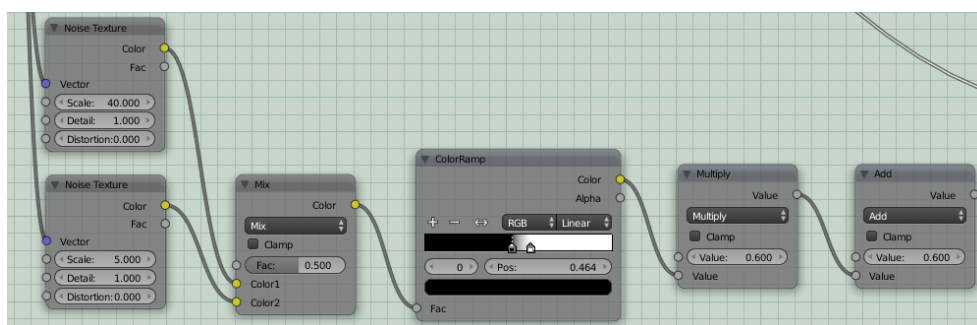 Noise Texture
Color
Fac
Vector
Scale: 40.000
Detail: 1.000
Distortion:0.000
Noise Texture
Color
Fac
Vector
Scale: 5.000
Detail: 1.000
Distortion:0.000
Mix
Color
Mix
Clamp
Fac: 0.500
Color1
Color2
ColorRamp
Color
Alpha
RGB Linear
0 Pos: 0.464
Fac
Multiply
Value
Multiply
Clamp
Value: 0.600
Value
Add
Value
Add
Clamp
Value: 0.600
Value